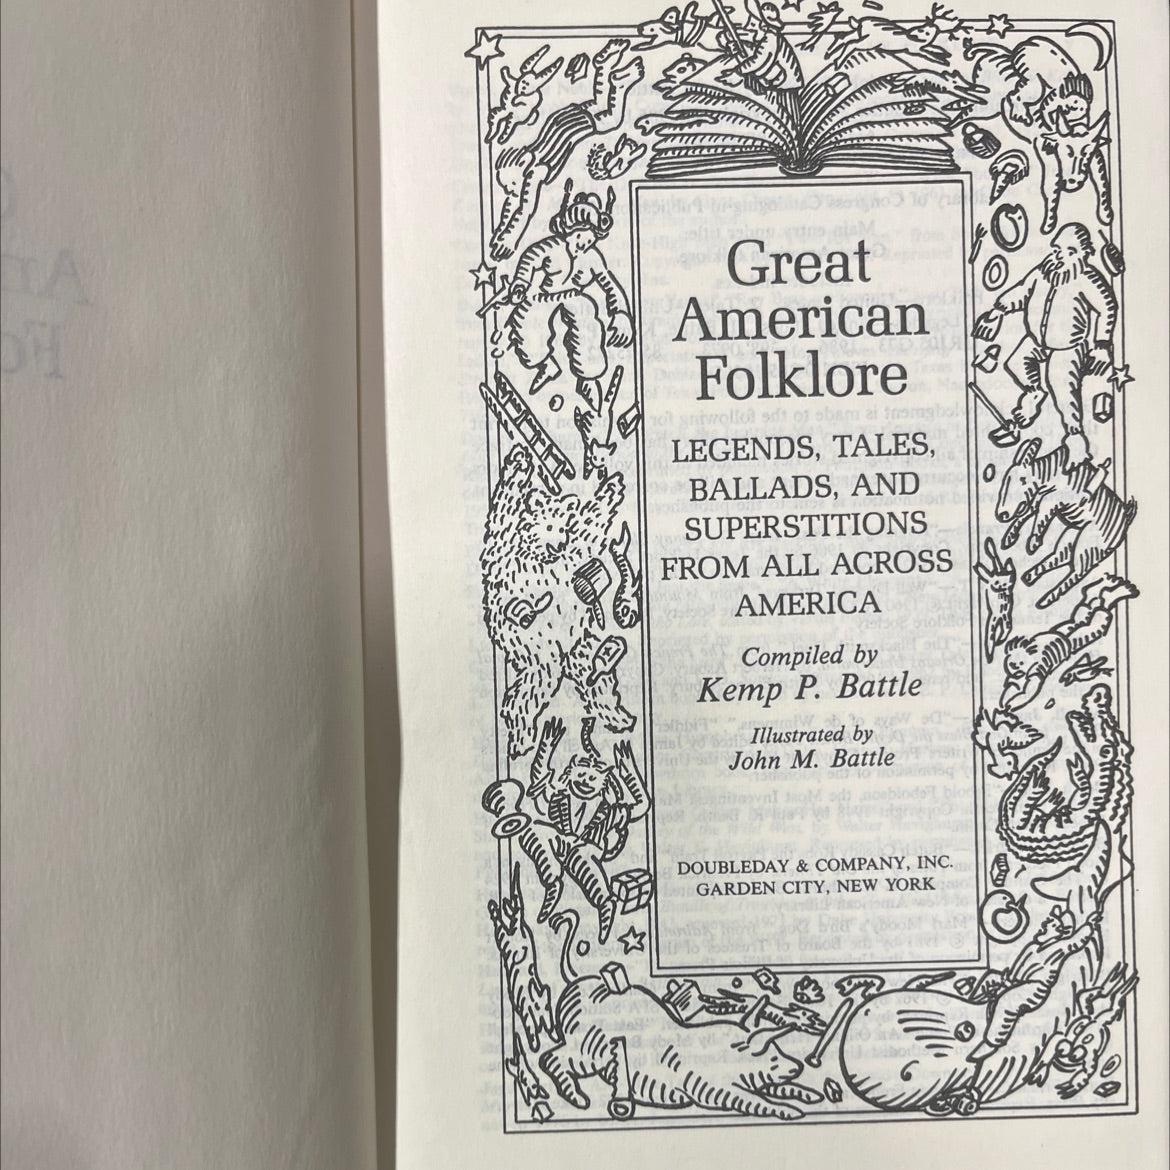 Great
American
Folklore
LEGENDS, TALES,
BALLADS, AND
SUPERSTITIONS
FROM ALL ACROSS
AMERICA
Compiled by
Kemp P. Battle
Illustrated by
John M. Battle
DOUBLEDAY & COMPANY, INC.
GARDEN CITY, NEW YORK